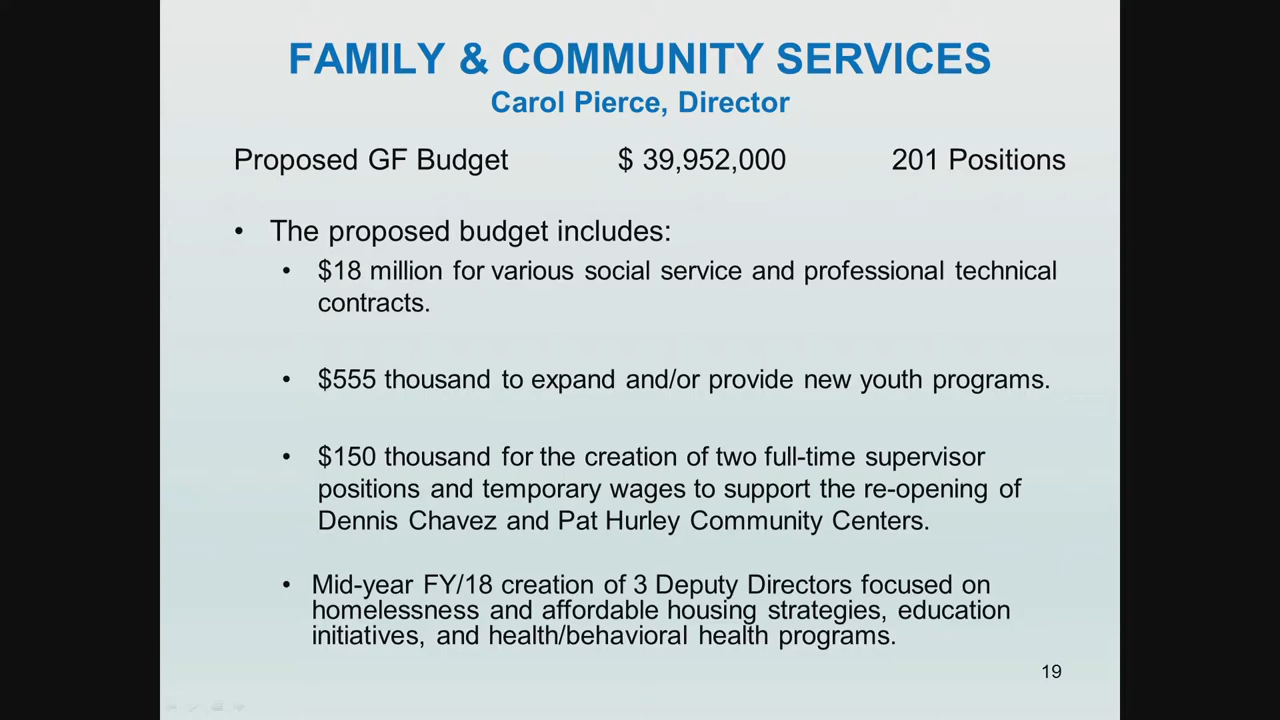 FAMILY & COMMUNITY SERVICES
Carol Pierce, Director
Proposed GF Budget $ 39,952,000 201 Positions
• The proposed budget includes:
• $18 million for various social service and professional technical
contracts.
• $555 thousand to expand and/or provide new youth programs.
• $150 thousand for the creation of two full-time supervisor
positions and temporary wages to support the re-opening of
Dennis Chavez and Pat Hurley Community Centers.
• Mid-year FY/18 creation of 3 Deputy Directors focused on
homelessness and affordable housing strategies, education
initiatives, and health/behavioral health programs.
19